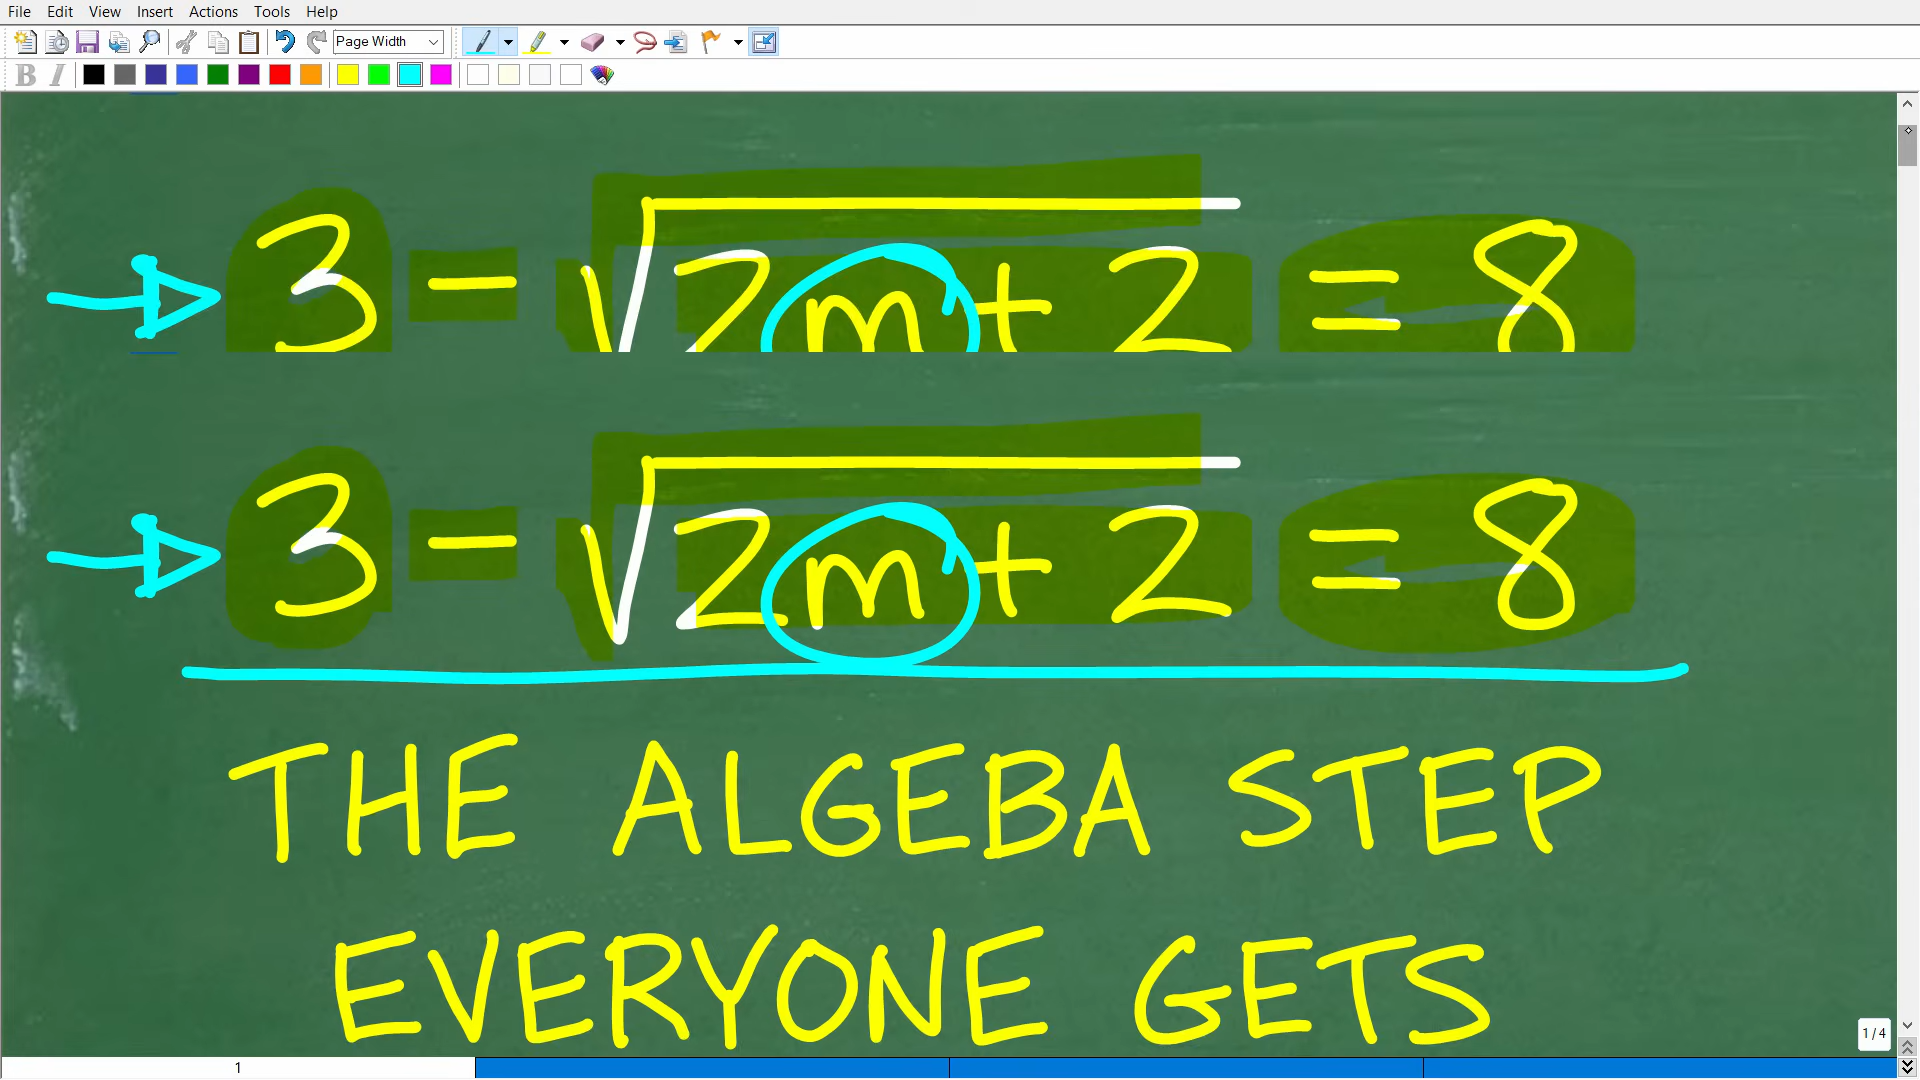 File Edit View Insert Actions Tools Help
Page Width
B I
3 - √2m + 2 = 8
3 - √2m + 2 = 8
THE ALGEBA STEP
EVERYONE GETS
1 / 4
1